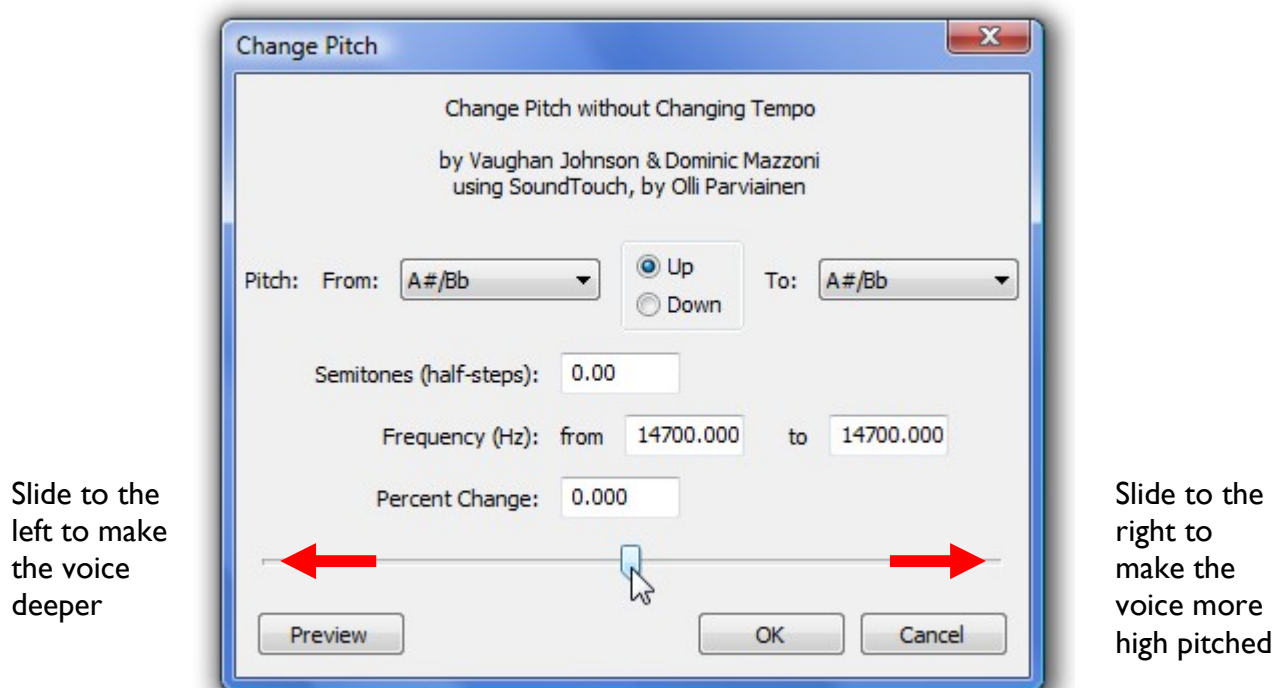 Change Pitch
Change Pitch without Changing Tempo
by Vaughan Johnson & Dominic Mazzoni
using SoundTouch, by Olli Parviainen
Pitch: From: A#/Bb Up Down To: A#/Bb
Semitones (half-steps): 0.00
Frequency (Hz): from 14700.000 to 14700.000
Percent Change: 0.000
Slide to the
left to make
the voice
deeper
Slide to the
right to
make the
voice more
high pitched
Preview OK Cancel